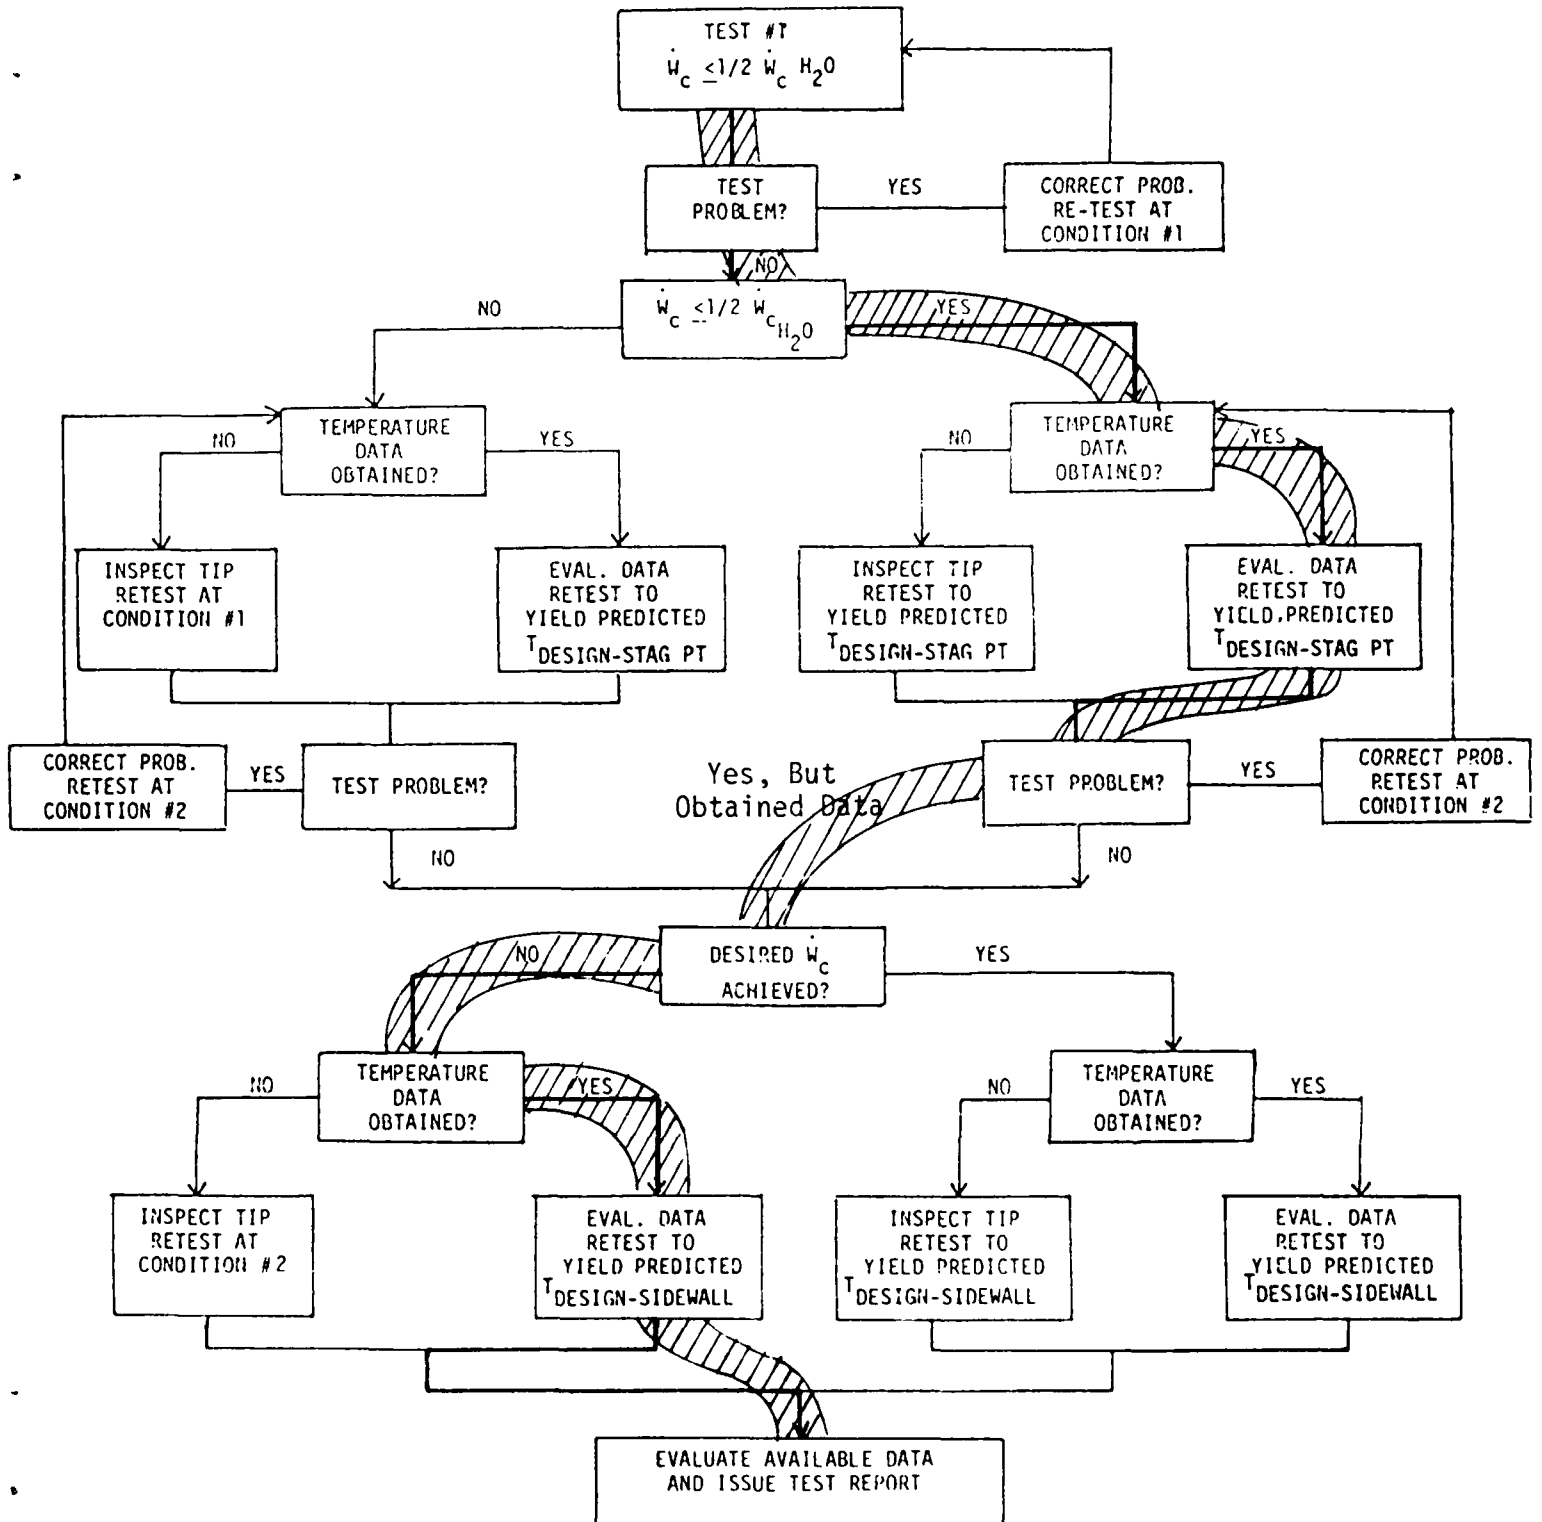 TEST #1
Ẇc ≤1/2 Ẇc H2O
TEST
PROBLEM?
YES
CORRECT PROB.
RE-TEST AT
CONDITION #1
NO
Ẇc ≤1/2 ẆcH2O
NO
YES
TEMPERATURE
DATA
OBTAINED?
NO
YES
TEMPERATURE
DATA
OBTAINED?
NO
YES
INSPECT TIP
RETEST AT
CONDITION #1
EVAL. DATA
RETEST TO
YIELD PREDICTED
TDESIGN-STAG PT
INSPECT TIP
RETEST TO
YIELD PREDICTED
TDESIGN-STAG PT
EVAL. DATA
RETEST TO
YIELD.PREDICTED
TDESIGN-STAG PT
CORRECT PROB.
RETEST AT
CONDITION #2
YES
TEST PROBLEM?
NO
Yes, But
Obtained Data
TEST PROBLEM?
YES
NO
CORRECT PROB.
RETEST AT
CONDITION #2
DESIRED Ẇc
ACHIEVED?
NO
YES
TEMPERATURE
DATA
OBTAINED?
NO
YES
TEMPERATURE
DATA
OBTAINED?
NO
YES
INSPECT TIP
RETEST AT
CONDITION #2
EVAL. DATA
RETEST TO
YIELD PREDICTED
TDESIGN-SIDEWALL
INSPECT TIP
RETEST TO
YIELD PREDICTED
TDESIGN-SIDEWALL
EVAL. DATA
RETEST TO
YIELD PREDICTED
TDESIGN-SIDEWALL
EVALUATE AVAILABLE DATA
AND ISSUE TEST REPORT